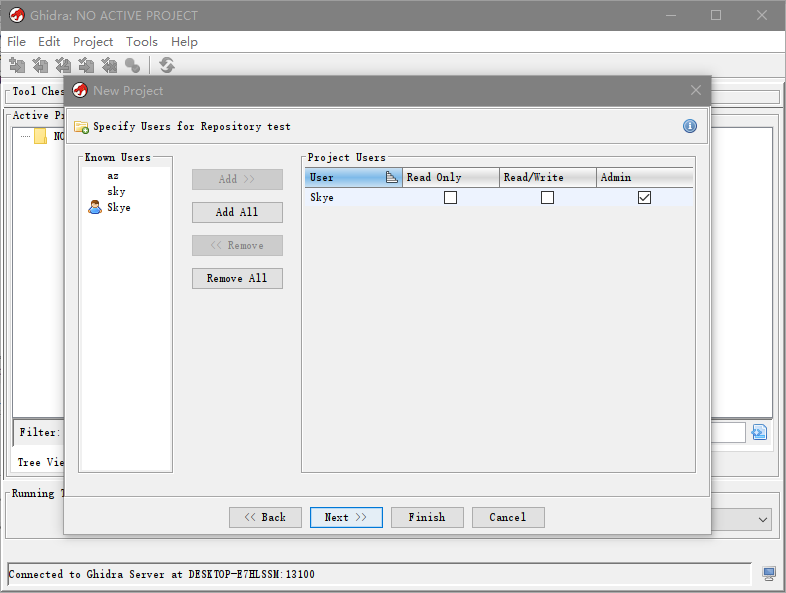 Ghidra: NO ACTIVE PROJECT
File Edit Project Tools Help
Tool Ches
New Project
Active Pr
NO
Specify Users for Repository test
Known Users
az
sky
Skye
Add >>
Add All
<< Remove
Remove All
Project Users
User Read Only Read/Write Admin
Skye
Filter:
Tree Vie
Running T
<< Back Next >> Finish Cancel
Connected to Ghidra Server at DESKTOP-E7HLSSM:13100